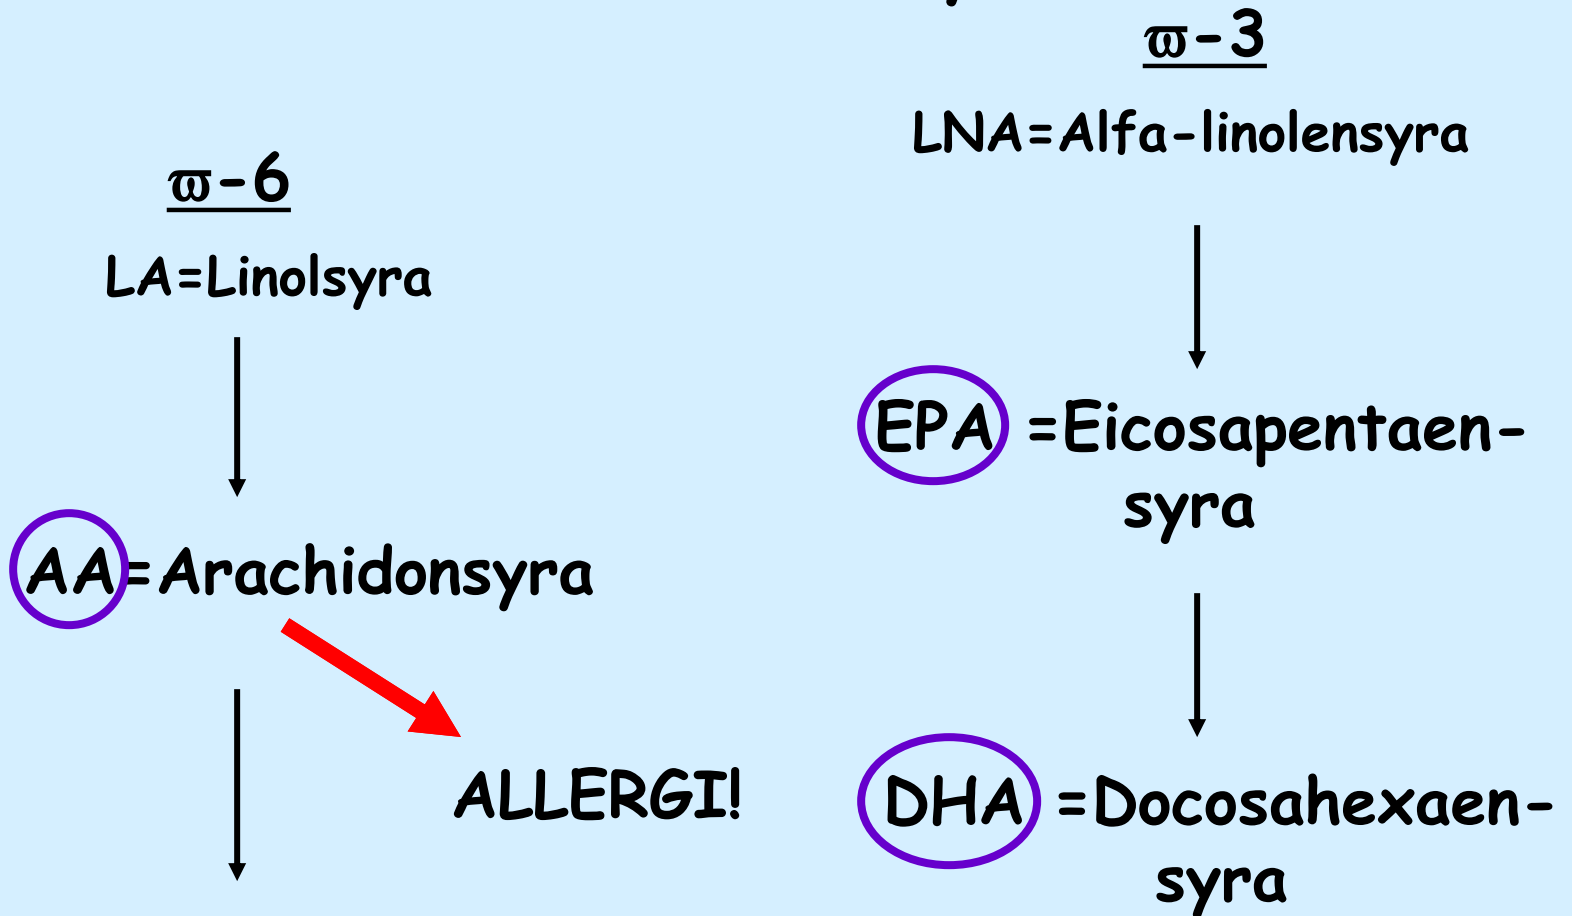 ϖ-6
LA=Linolsyra
AA=Arachidonsyra
ALLERGI!
ϖ-3
LNA=Alfa-linolensyra
EPA =Eicosapentaen-
syra
DHA =Docosahexaen-
syra